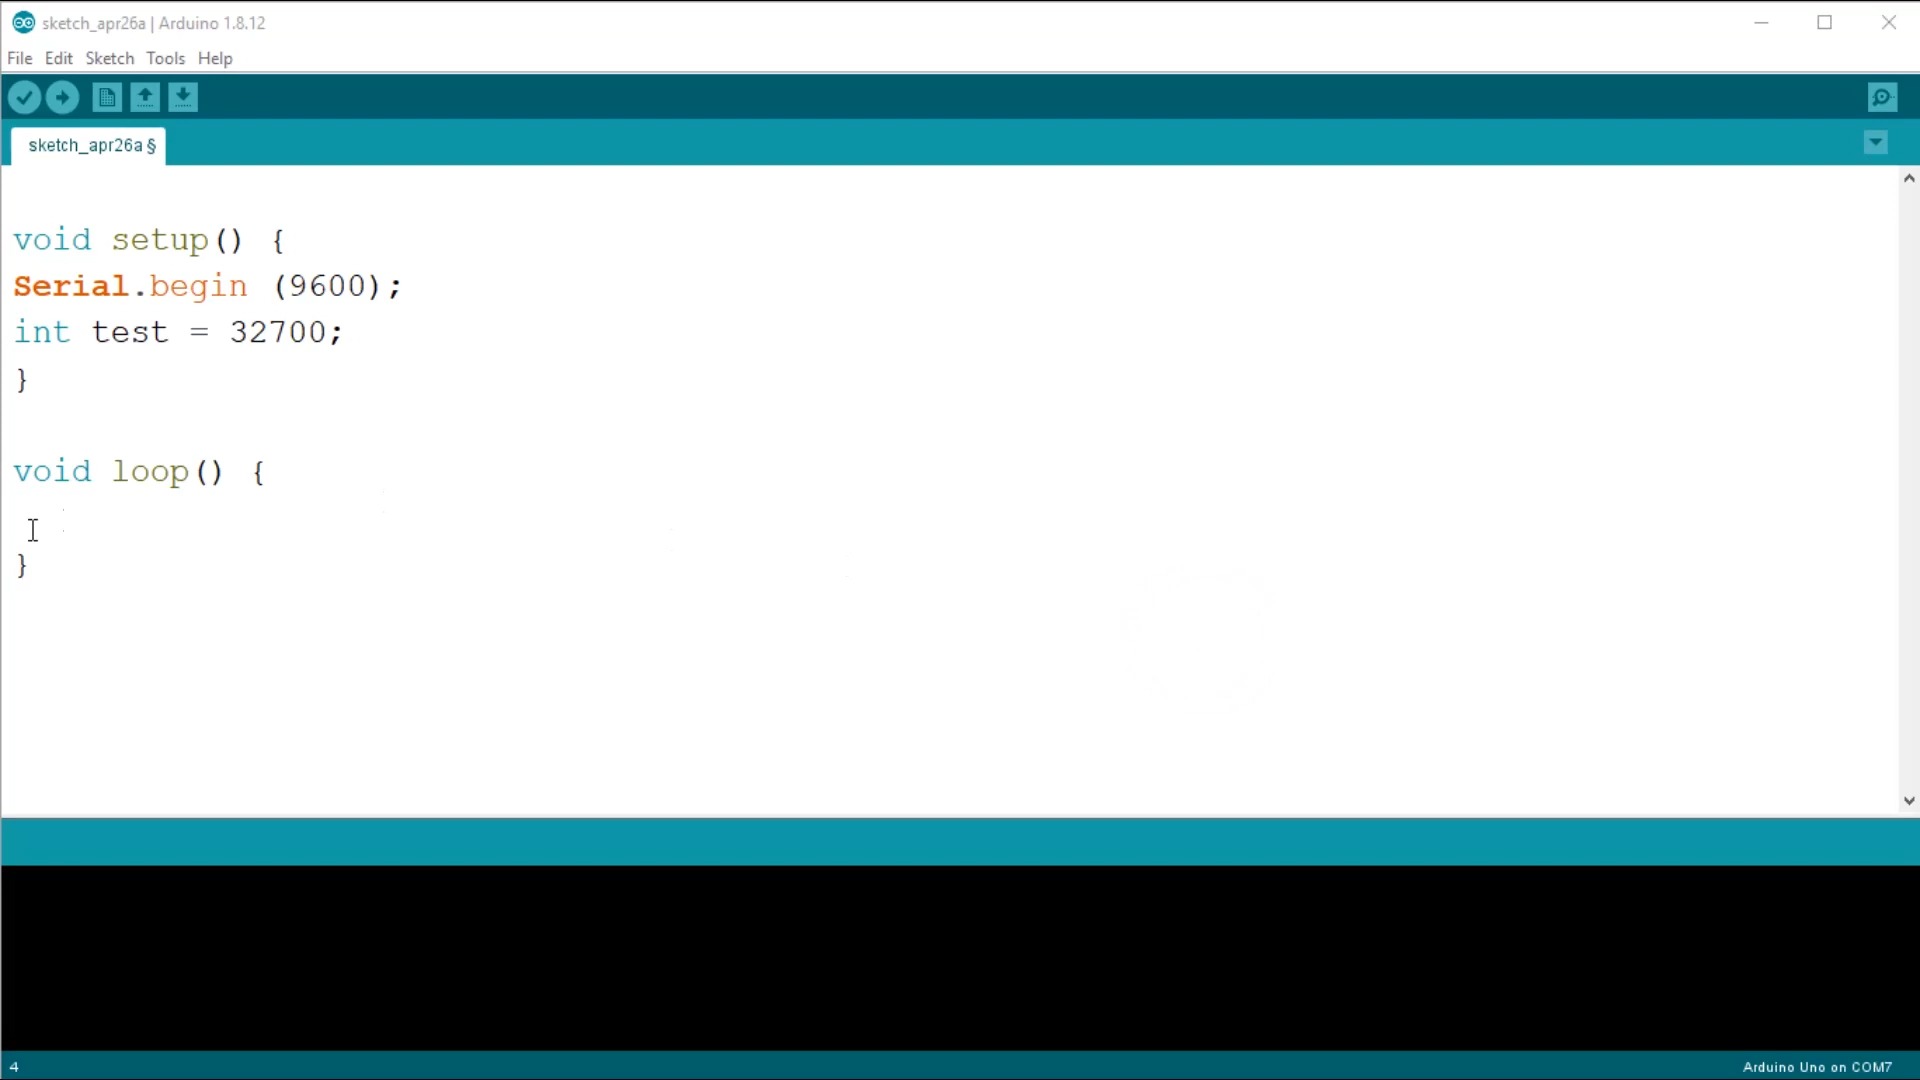 sketch_apr26a | Arduino 1.8.12
File Edit Sketch Tools Help
sketch_apr26a §
void setup() {
Serial.begin (9600);
int test = 32700;
}
void loop() {
}
4
Arduino Uno on COM7